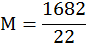 M = 1682/22